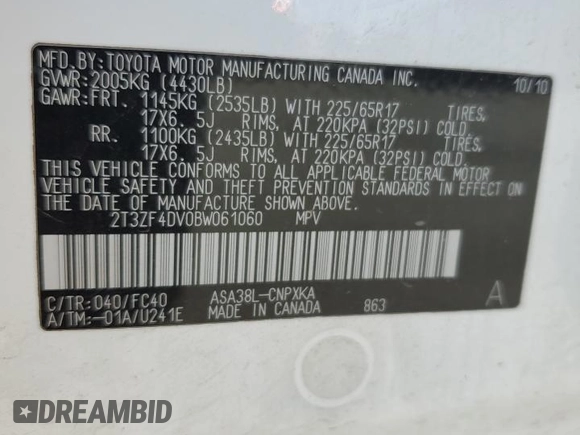 MFD.BY:TOYOTA MOTOR MANUFACTURING CANADA INC.
GVWR:2005KG (4430LB) 10/10
GAWR:FRT. 1145KG (2535LB) WITH 225/65R17 TIRES,
17X6.5J RIMS, AT 220KPA (32PSI) COLD.
RR. 1100KG (2435LB) WITH 225/65R17 TIRES,
17X6.5J RIMS, AT 220KPA (32PSI) COLD.
THIS VEHICLE CONFORMS TO ALL APPLICABLE FEDERAL MOTOR
VEHICLE SAFETY AND THEFT PREVENTION STANDARDS IN EFFECT ON
THE DATE OF MANUFACTURE SHOWN ABOVE.
2T3ZF4DV0BW061060 MPV
C/TR:040/FC40 ASA38L-CNPXKA A
A/TM:-01A/U241E MADE IN CANADA 863
DREAMBID